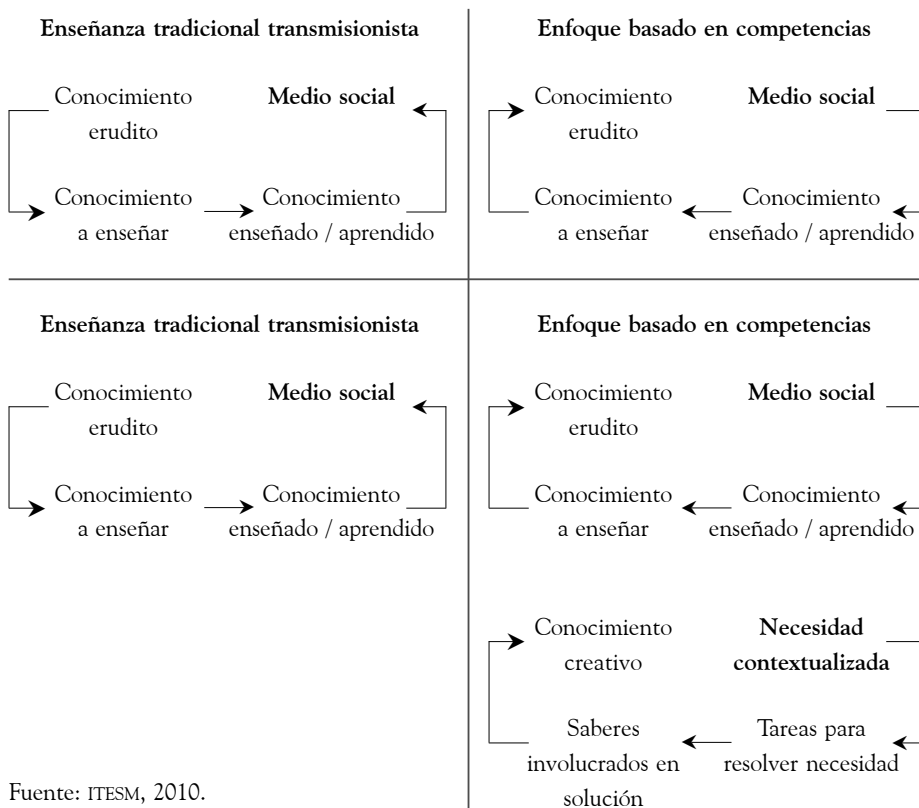 Enseñanza tradicional transmisionista
Enfoque basado en competencias
Conocimiento
erudito
Medio social
Conocimiento
a enseñar
Conocimiento
enseñado / aprendido
Conocimiento
erudito
Medio social
Conocimiento
a enseñar
Conocimiento
enseñado / aprendido
Enseñanza tradicional transmisionista
Enfoque basado en competencias
Conocimiento
erudito
Medio social
Conocimiento
a enseñar
Conocimiento
enseñado / aprendido
Conocimiento
erudito
Medio social
Conocimiento
a enseñar
Conocimiento
enseñado / aprendido
Conocimiento
creativo
Necesidad
contextualizada
Saberes
involucrados en
solución
Tareas para
resolver necesidad
Fuente: ITESM, 2010.